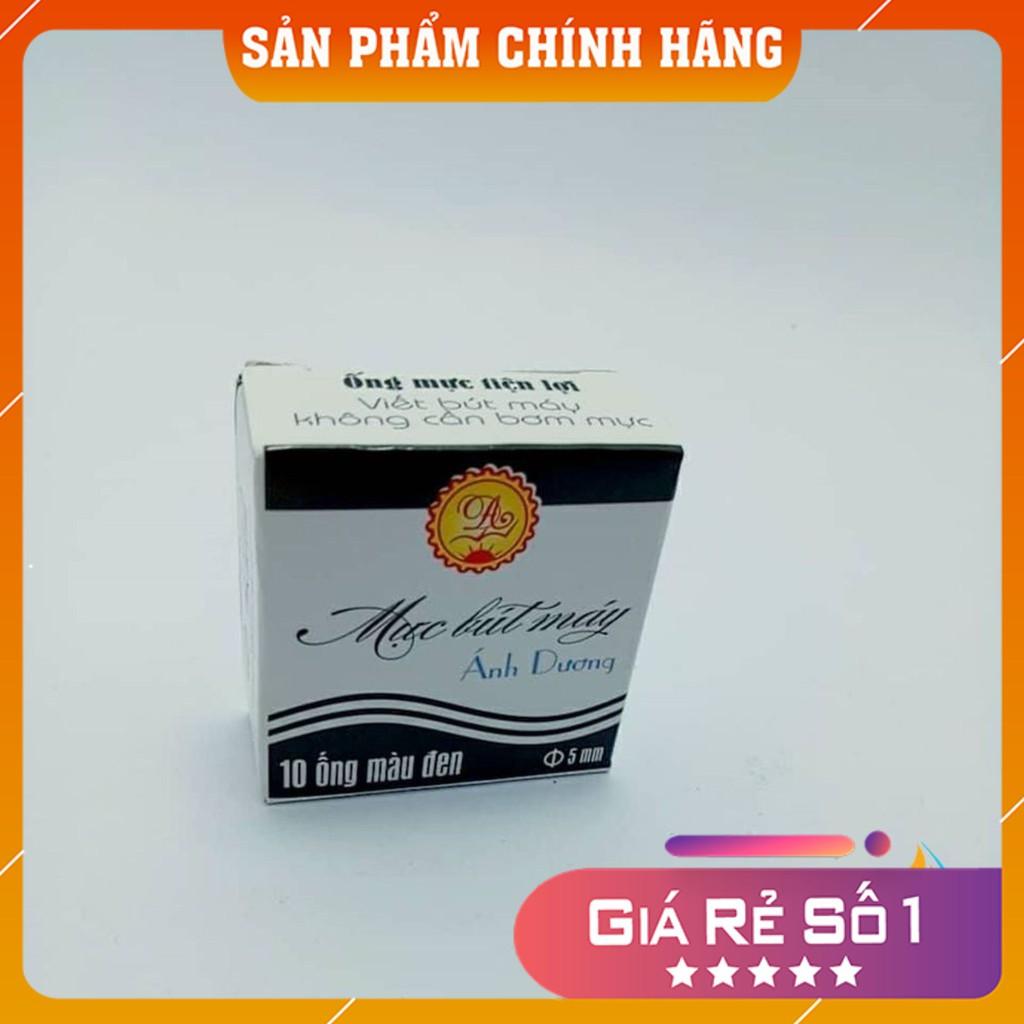 SẢN PHẨM CHÍNH HÃNG
Ống mực tiện lợi
Viết bút máy
không cần bơm mực
DA
Mực bút máy
Ánh Dương
10 ống màu đen
Φ 5 mm
GIÁ RẺ SỐ 1